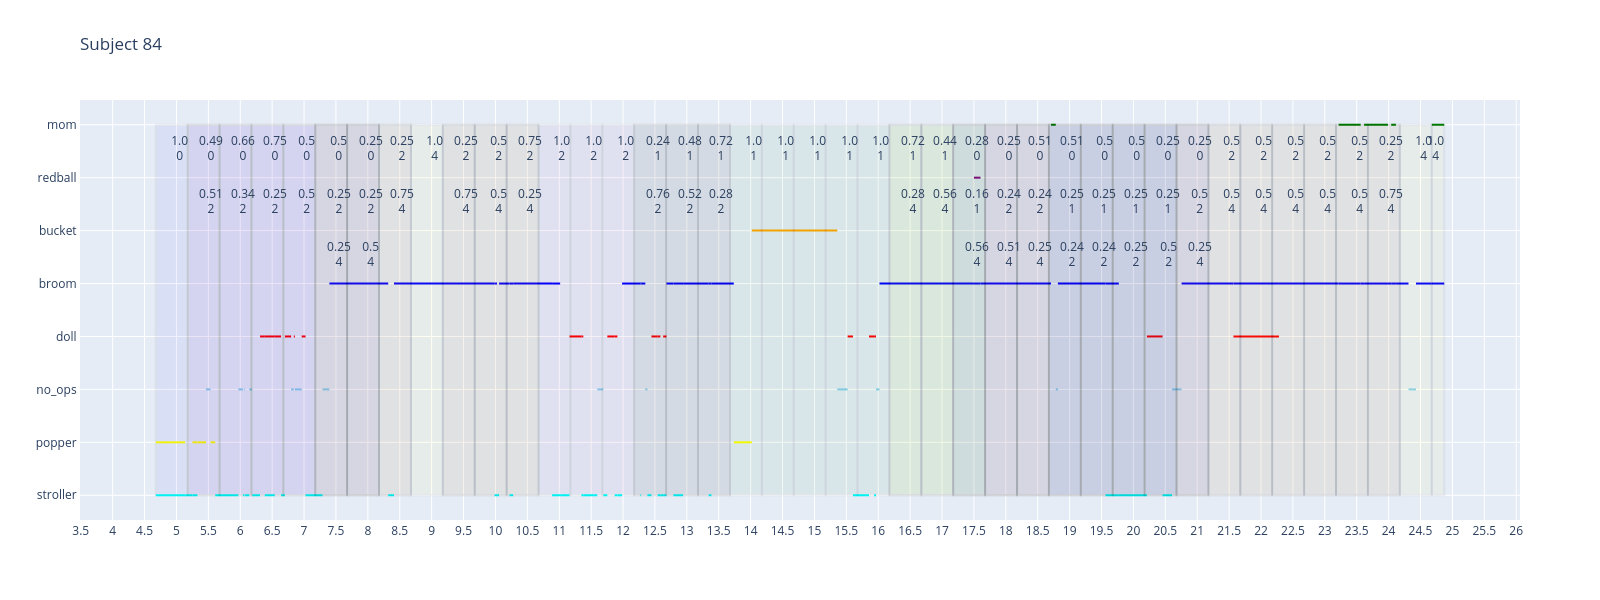 Subject 84
mom
1.0 0.49 0.66 0.75 0.5 0.5 0.25 0.25 1.0 0.25 0.5 0.75 1.0 1.0 1.0 0.24 0.48 0.72 1.0 1.0 1.0 1.0 1.0 0.72 0.44 0.28 0.25 0.51 0.51 0.5 0.5 0.25 0.25 0.5 0.5 0.5 0.5 0.5 0.25 1.0 1.0
0 0 0 0 0 0 0 2 4 2 2 2 2 2 2 1 1 1 1 1 1 1 1 1 1 0 0 0 0 0 0 0 0 2 2 2 2 2 2 4 4
redball
0.51 0.34 0.25 0.5 0.25 0.25 0.75 0.75 0.5 0.25 0.76 0.52 0.28 0.28 0.56 0.16 0.24 0.24 0.25 0.25 0.25 0.25 0.5 0.5 0.5 0.5 0.5 0.5 0.75
2 2 2 2 2 2 4 4 4 4 2 2 2 4 4 1 2 2 1 1 1 1 2 4 4 4 4 4 4
bucket
0.25 0.5 0.56 0.51 0.25 0.24 0.24 0.25 0.5 0.25
4 4 4 4 4 2 2 2 2 4
broom
doll
no_ops
popper
stroller
3.5 4 4.5 5 5.5 6 6.5 7 7.5 8 8.5 9 9.5 10 10.5 11 11.5 12 12.5 13 13.5 14 14.5 15 15.5 16 16.5 17 17.5 18 18.5 19 19.5 20 20.5 21 21.5 22 22.5 23 23.5 24 24.5 25 25.5 26